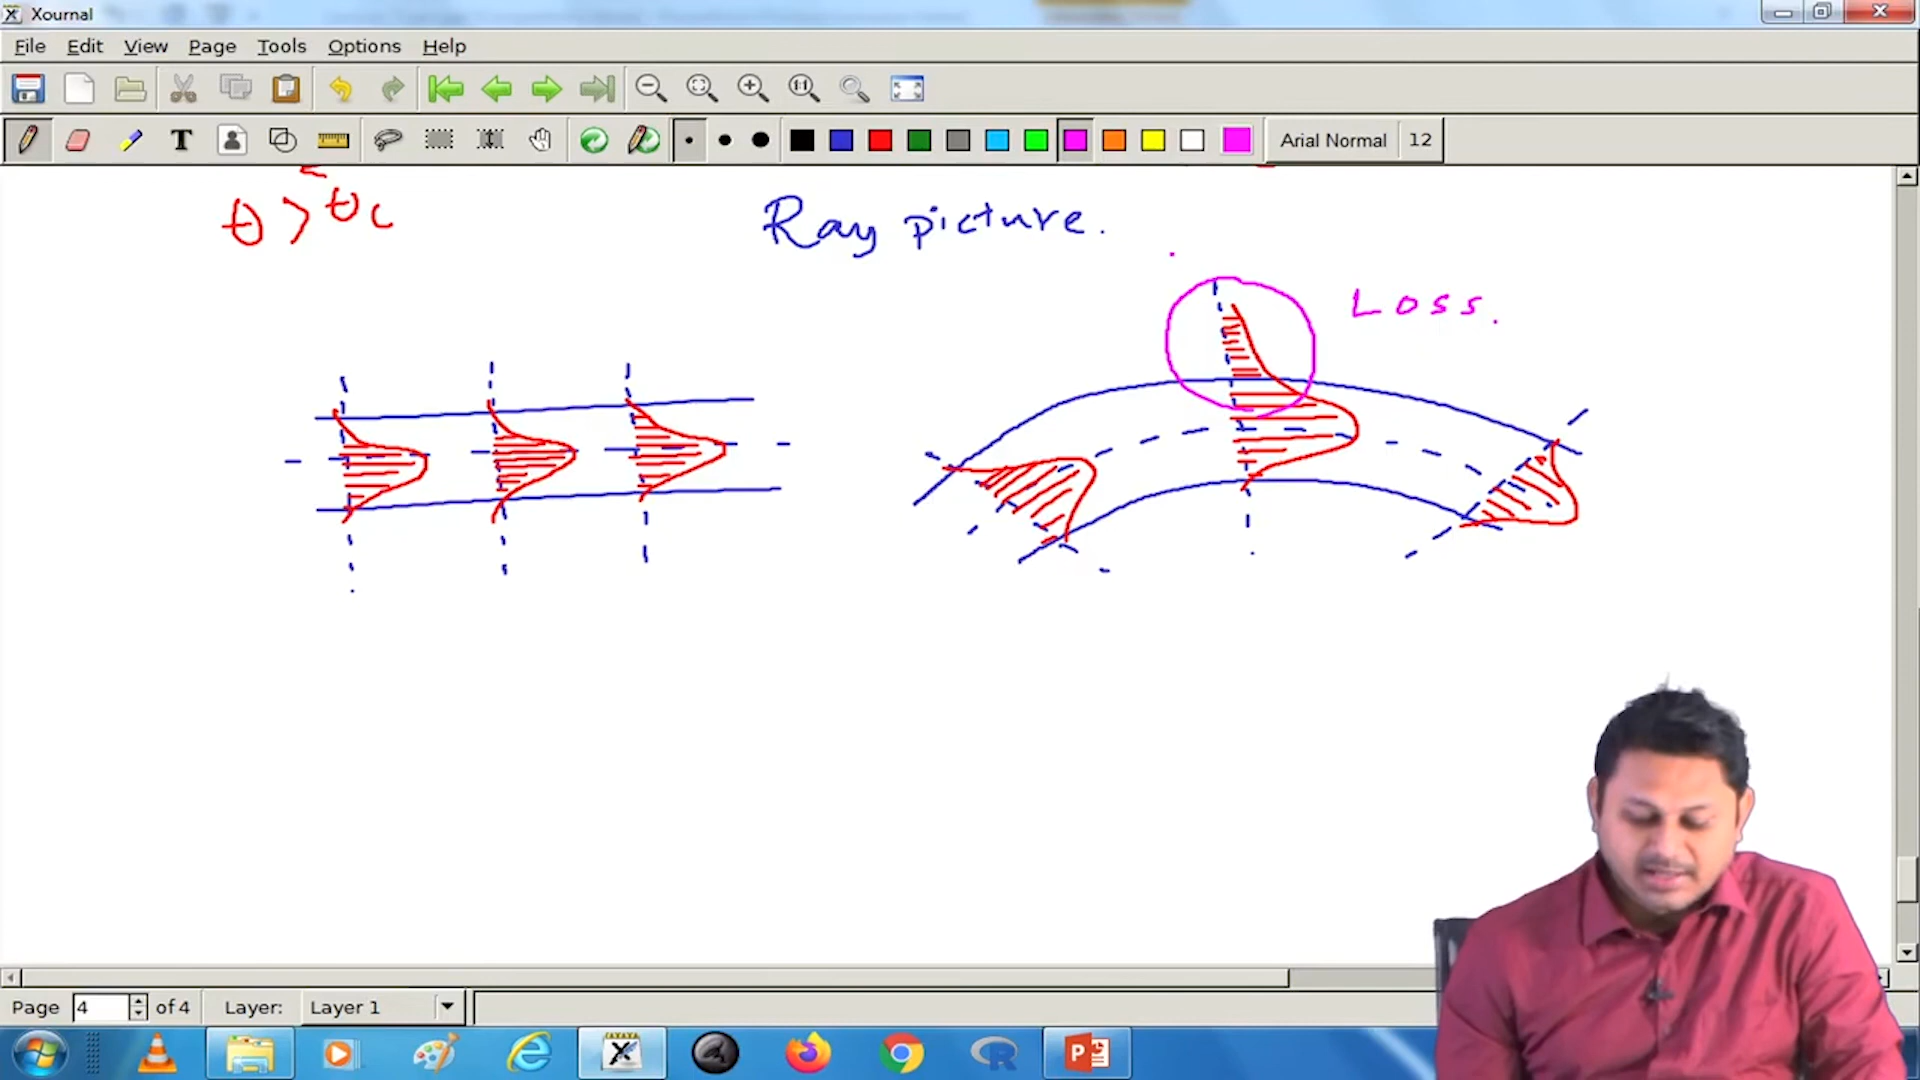 Xournal
File Edit View Page Tools Options Help
T Arial Normal 12
θ > θc
Ray picture.
Loss.
Page 4 of 4 Layer: Layer 1